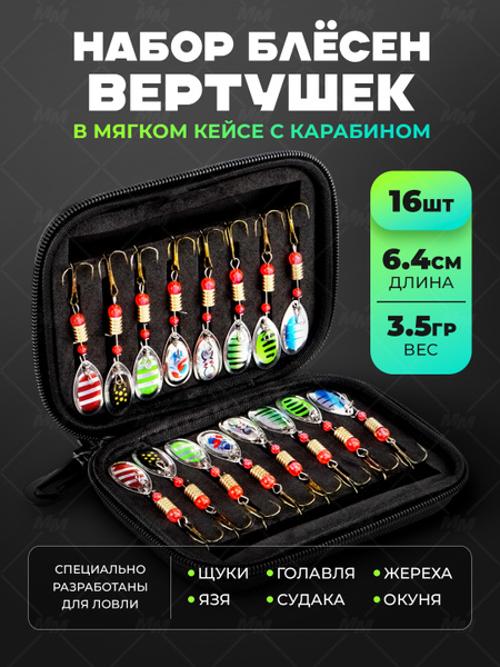 НАБОР БЛЁСЕН
ВЕРТУШЕК
В МЯГКОМ КЕЙСЕ С КАРАБИНОМ
16шт
6.4см
ДЛИНА
3.5гр
ВЕС
СПЕЦИАЛЬНО
РАЗРАБОТАНЫ
ДЛЯ ЛОВЛИ
• ЩУКИ • ГОЛАВЛЯ • ЖЕРЕХА
• ЯЗЯ • СУДАКА • ОКУНЯ